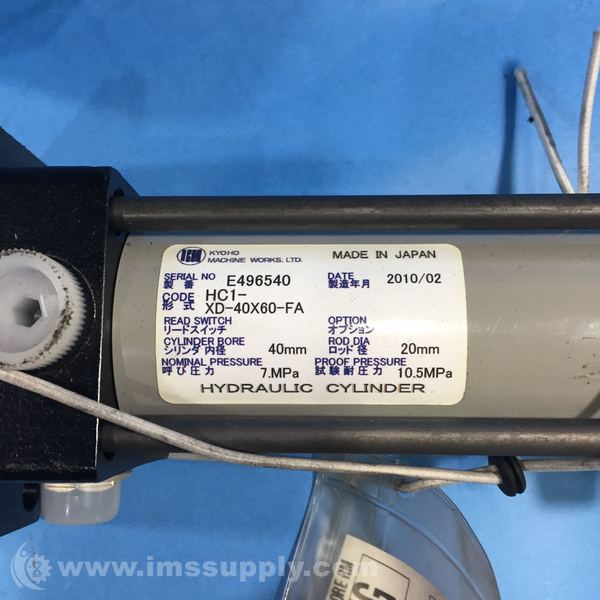 KYOHO
MACHINE WORKS. LTD.
MADE IN JAPAN
SERIAL NO
製番
E496540
DATE
製造年月
2010/02
CODE
形式
HC1-
XD-40X60-FA
READ SWITCH
リードスイッチ
OPTION
オプション
CYLINDER BORE
シリンダ内径
40mm
ROD DIA
ロッド径
20mm
NOMINAL PRESSURE
呼び圧力
7.MPa
PROOF PRESSURE
試験耐圧力
10.5MPa
HYDRAULIC CYLINDER
© www.imssupply.com